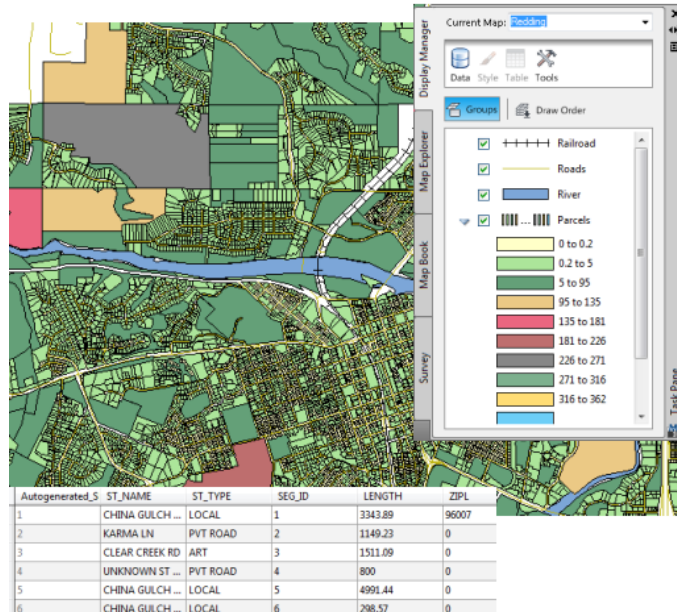 Current Map: Redding
Display Manager
Map Explorer
Map Book
Survey
Data Style Table Tools
Groups Draw Order
Railroad
Roads
River
Parcels
0 to 0.2
0.2 to 5
5 to 95
95 to 135
135 to 181
181 to 226
226 to 271
271 to 316
316 to 362
Task Pane
Autogenerated_S ST_NAME ST_TYPE SEG_ID LENGTH ZIPL
1 CHINA GULCH ... LOCAL 1 3343.89 96007
2 KARMA LN PVT ROAD 2 1149.23 0
3 CLEAR CREEK RD ART 3 1511.09 0
4 UNKNOWN ST ... PVT ROAD 4 800 0
5 CHINA GULCH ... LOCAL 5 4991.44 0
6 CHINA GULCH ... LOCAL 6 298.57 0